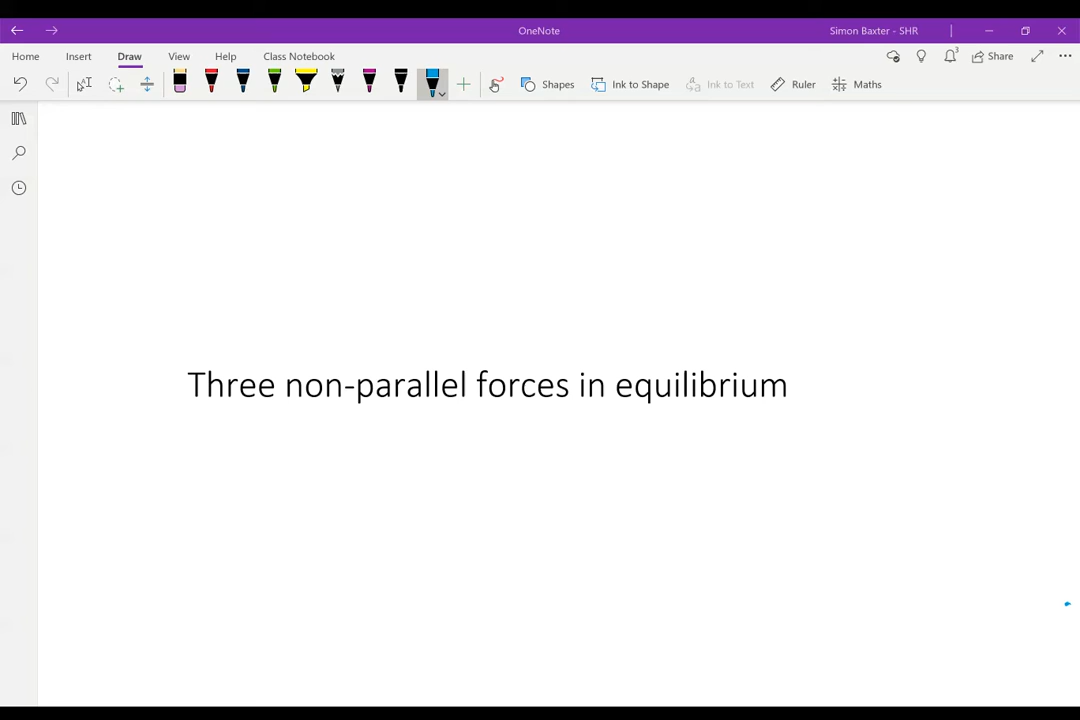 OneNote
Simon Baxter - SHR
Home
Insert
Draw
View
Help
Class Notebook
3
Share
Shapes
Ink to Shape
Ink to Text
Ruler
Maths
Three non-parallel forces in equilibrium